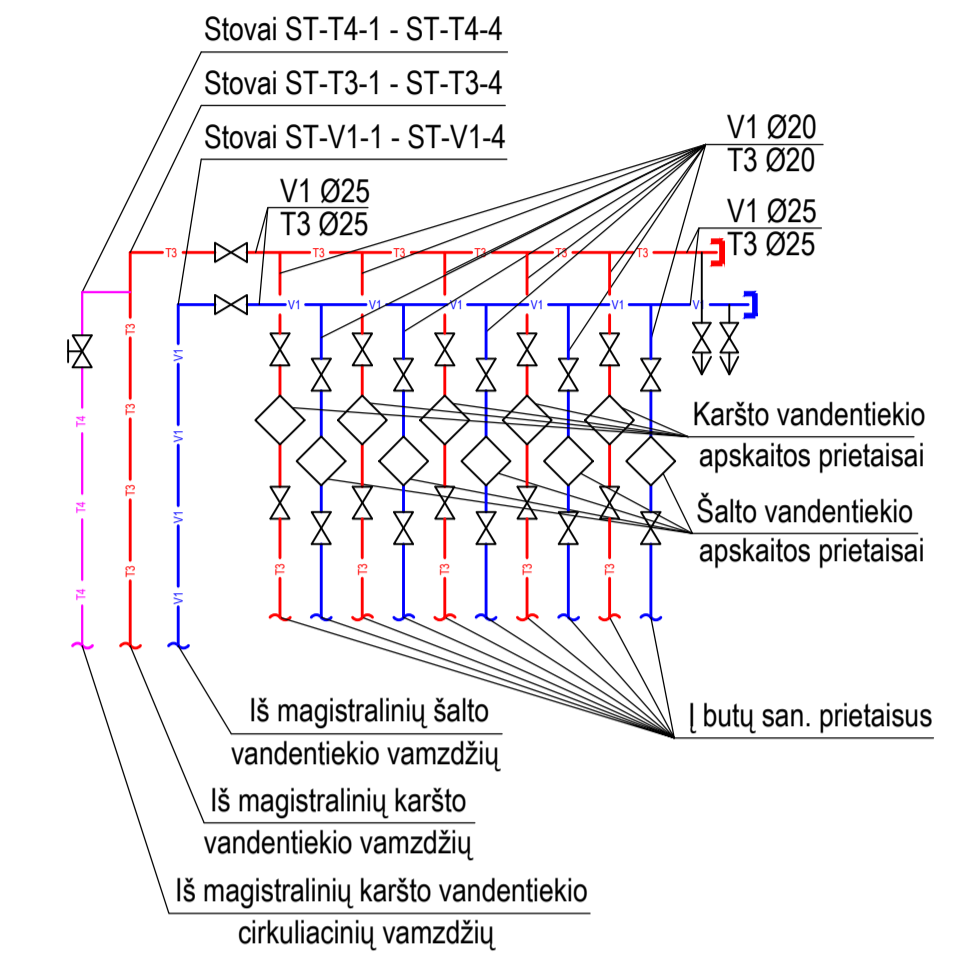 Stovai ST-T4-1 - ST-T4-4
Stovai ST-T3-1 - ST-T3-4
Stovai ST-V1-1 - ST-V1-4
V1 Ø20
T3 Ø20
V1 Ø25
T3 Ø25
V1 Ø25
T3 Ø25
T3
T3
T3
T3
T3
T3
V1
V1
V1
V1
V1
V1
T3
T3
T3
V1
V1
V1
V1
T4
T4
T4
Karšto vandentiekio
apskaitos prietaisai
Šalto vandentiekio
apskaitos prietaisai
T3
T3
T3
T3
T3
Į butų san. prietaisus
Iš magistralinių šalto
vandentiekio vamzdžių
Iš magistralinių karšto
vandentiekio vamzdžių
Iš magistralinių karšto vandentiekio
cirkuliacinių vamzdžių